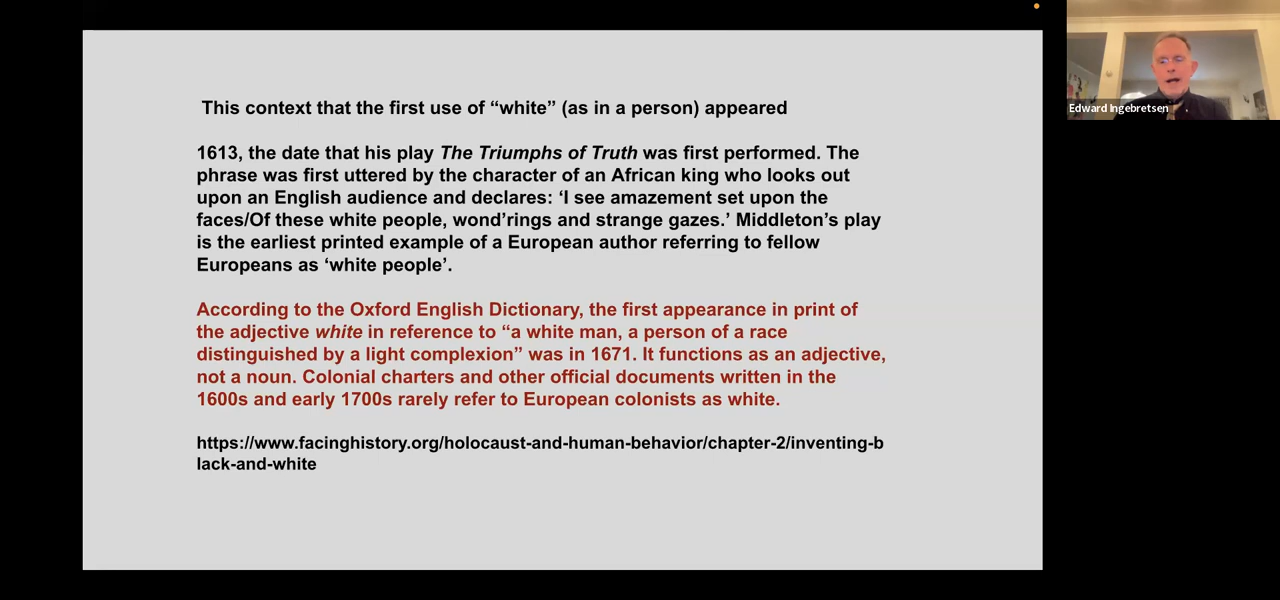 This context that the first use of “white” (as in a person) appeared
1613, the date that his play The Triumphs of Truth was first performed. The
phrase was first uttered by the character of an African king who looks out
upon an English audience and declares: ‘I see amazement set upon the
faces/Of these white people, wond’rings and strange gazes.’ Middleton’s play
is the earliest printed example of a European author referring to fellow
Europeans as ‘white people’.
According to the Oxford English Dictionary, the first appearance in print of
the adjective white in reference to “a white man, a person of a race
distinguished by a light complexion” was in 1671. It functions as an adjective,
not a noun. Colonial charters and other official documents written in the
1600s and early 1700s rarely refer to European colonists as white.
https://www.facinghistory.org/holocaust-and-human-behavior/chapter-2/inventing-b
lack-and-white
Edward Ingebretsen